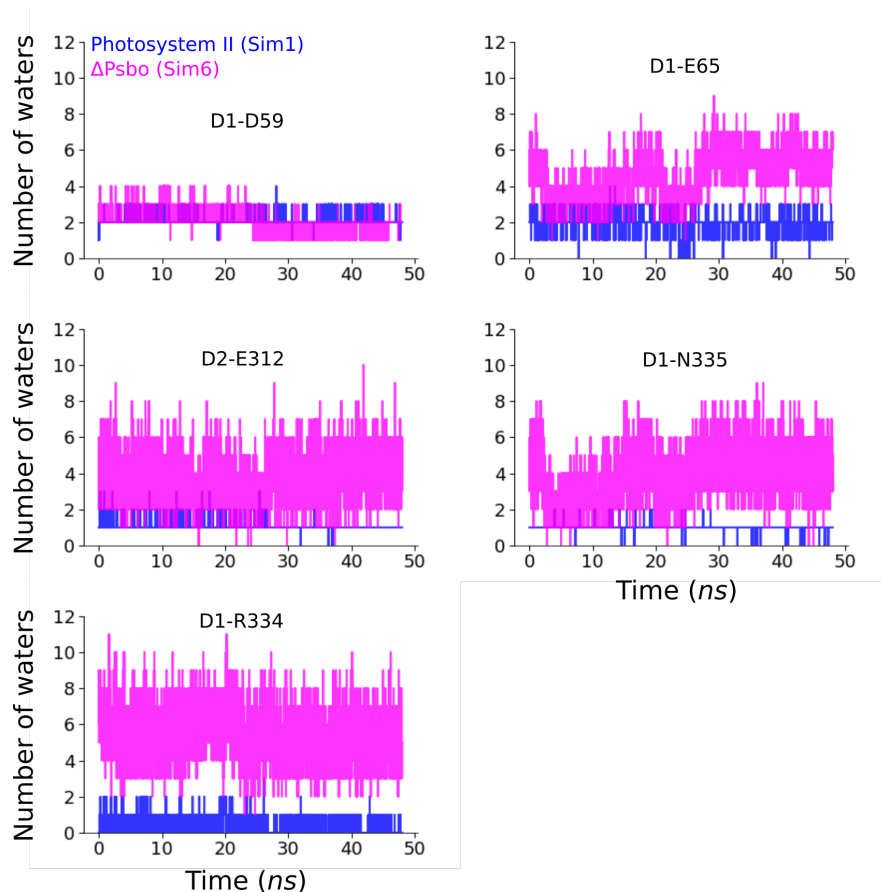 Photosystem II (Sim1)
ΔPsbo (Sim6)
D1-D59
Number of waters
12
10
8
6
4
2
0
0 10 20 30 40 50
D1-E65
12
10
8
6
4
2
0
0 10 20 30 40 50
D2-E312
Number of waters
12
10
8
6
4
2
0
0 10 20 30 40 50
D1-N335
12
10
8
6
4
2
0
0 10 20 30 40 50
Time (ns)
D1-R334
Number of waters
12
10
8
6
4
2
0
0 10 20 30 40 50
Time (ns)